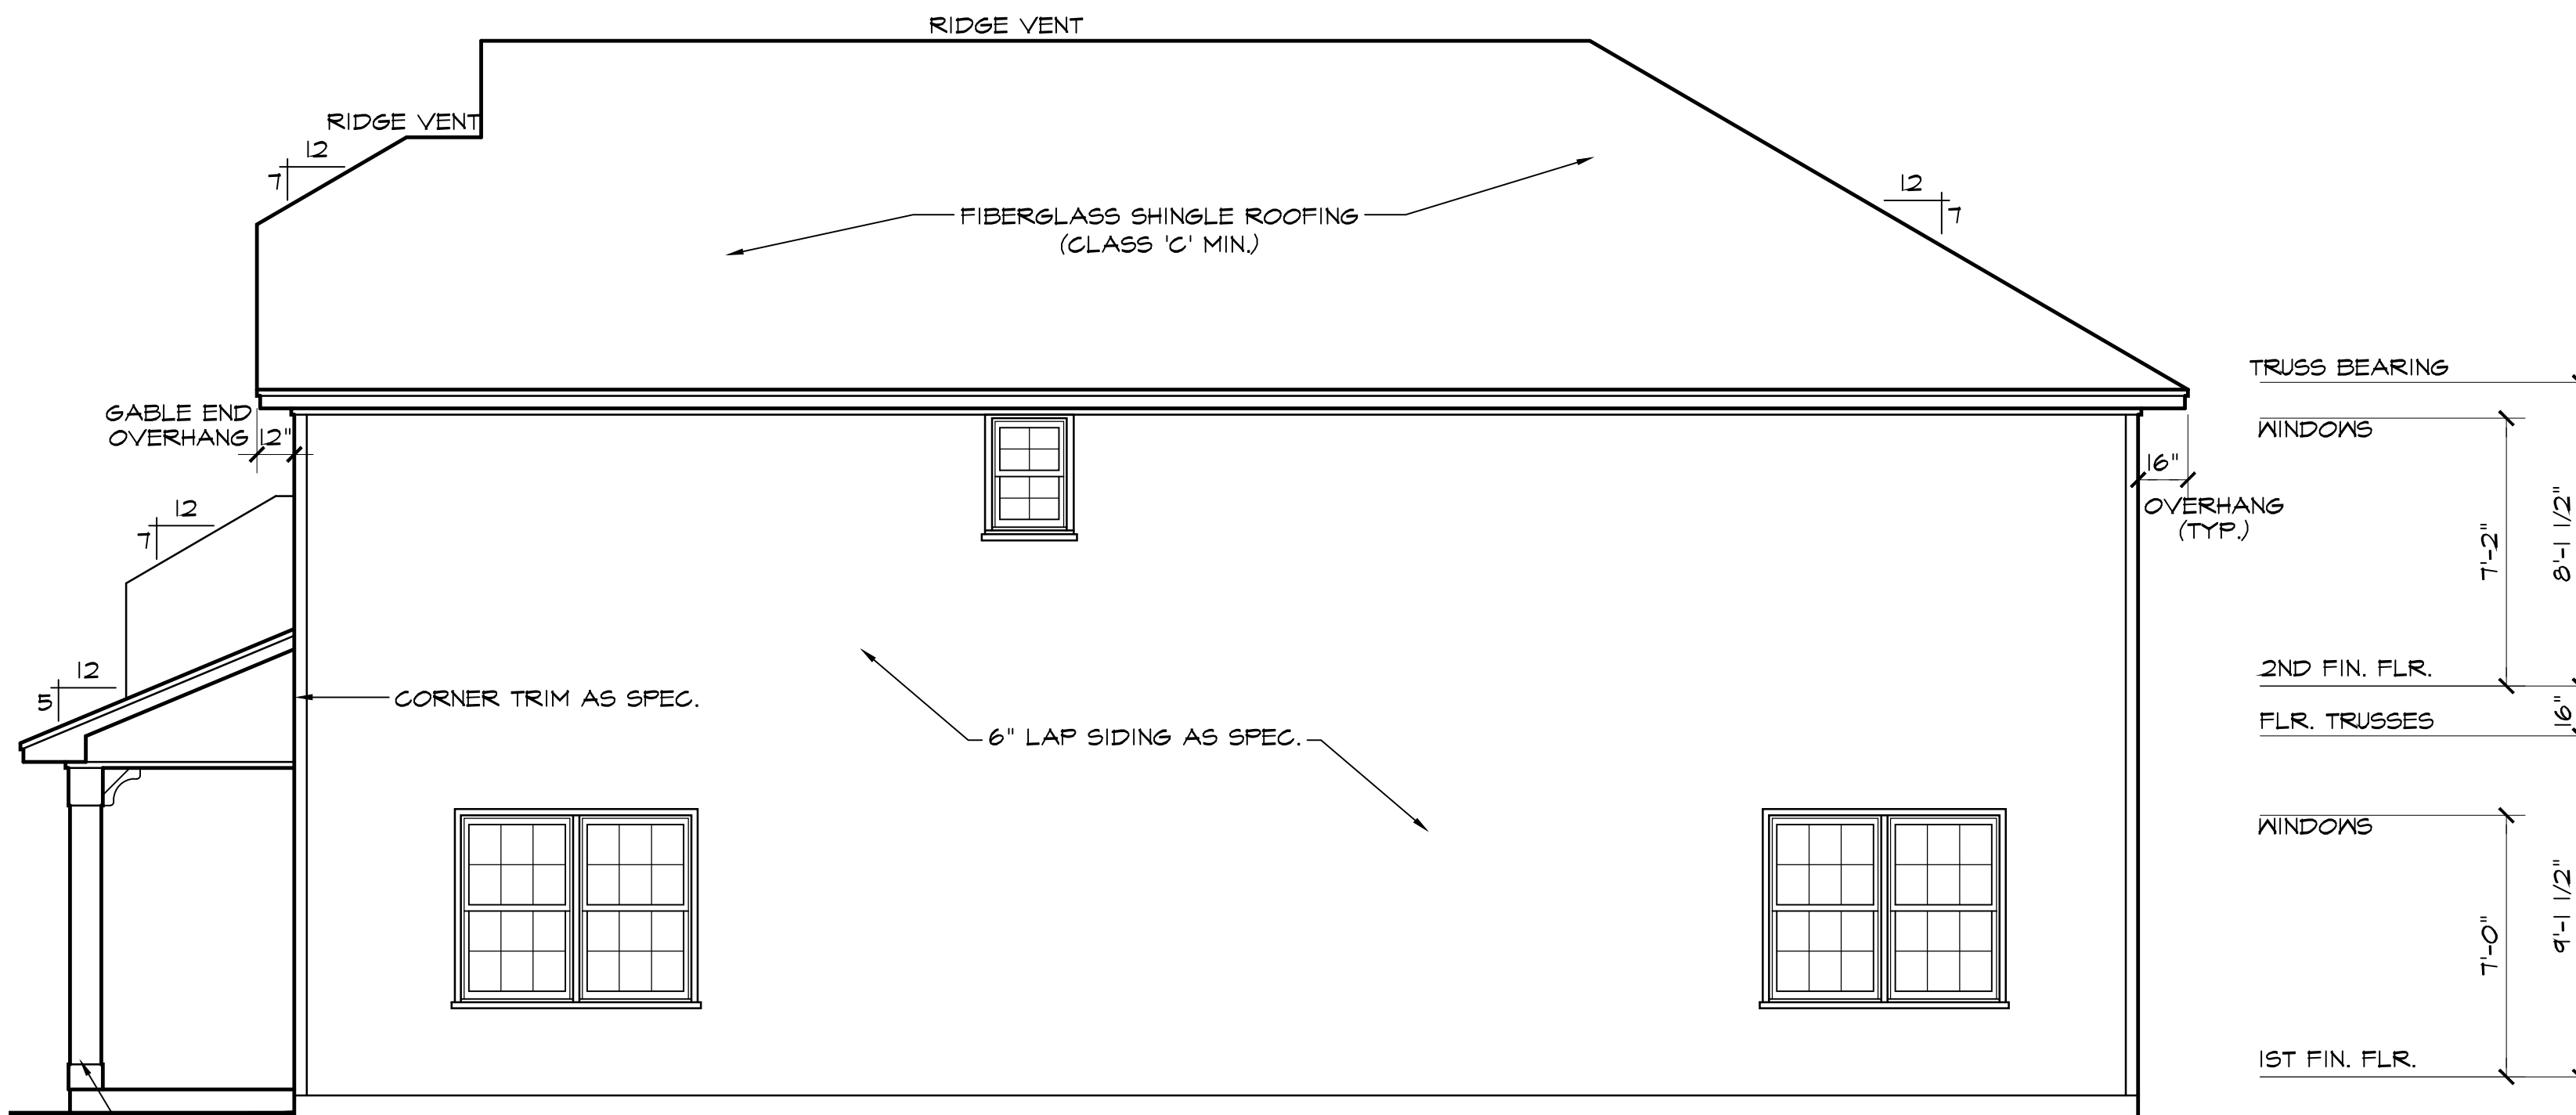 RIDGE VENT
RIDGE VENT
12
7
12
7
FIBERGLASS SHINGLE ROOFING
(CLASS 'C' MIN.)
TRUSS BEARING
GABLE END
OVERHANG 12"
WINDOWS
16"
OVERHANG
(TYP.)
12
7
7'-2"
8'-1 1/2"
12
5
2ND FIN. FLR.
CORNER TRIM AS SPEC.
FLR. TRUSSES
16"
6" LAP SIDING AS SPEC.
WINDOWS
7'-0"
9'-1 1/2"
1ST FIN. FLR.